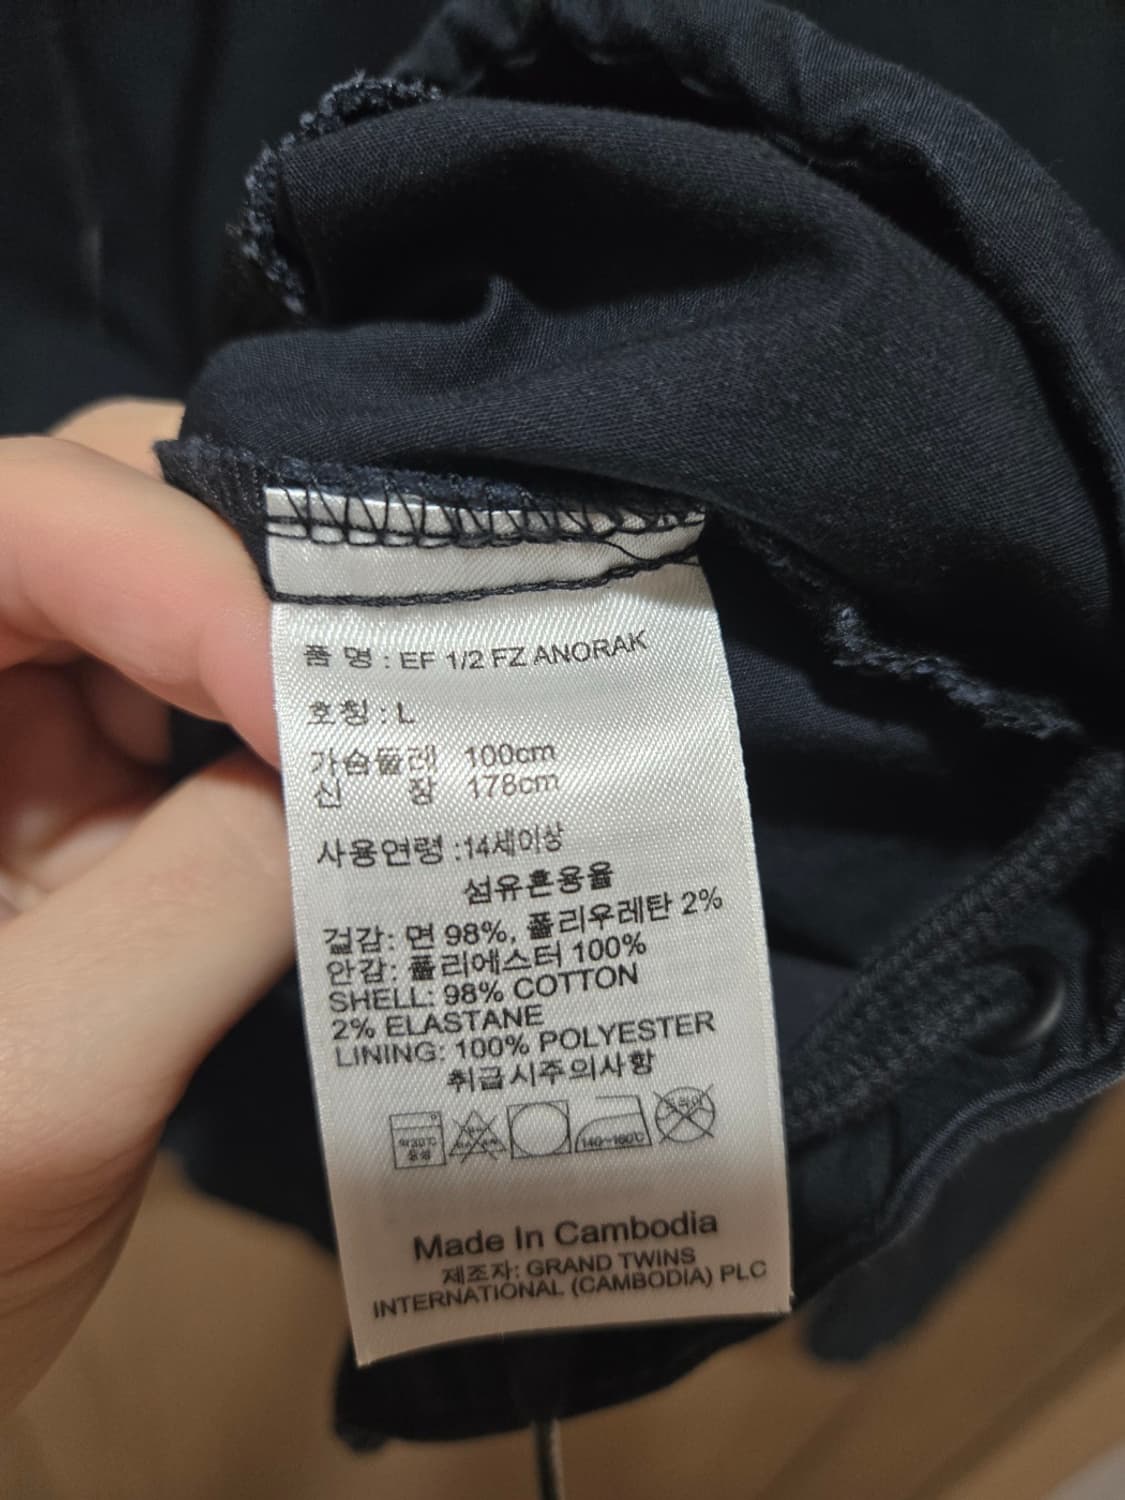 품 명 : EF 1/2 FZ ANORAK
호칭 : L
가슴둘레 100cm
신 장 178cm
사용연령 :14세이상
섬유혼용율
겉감: 면 98%, 폴리우레탄 2%
안감: 폴리에스터 100%
SHELL: 98% COTTON
2% ELASTANE
LINING: 100% POLYESTER
취급시주의사항
140~160℃
Made In Cambodia
제조자: GRAND TWINS
INTERNATIONAL (CAMBODIA) PLC